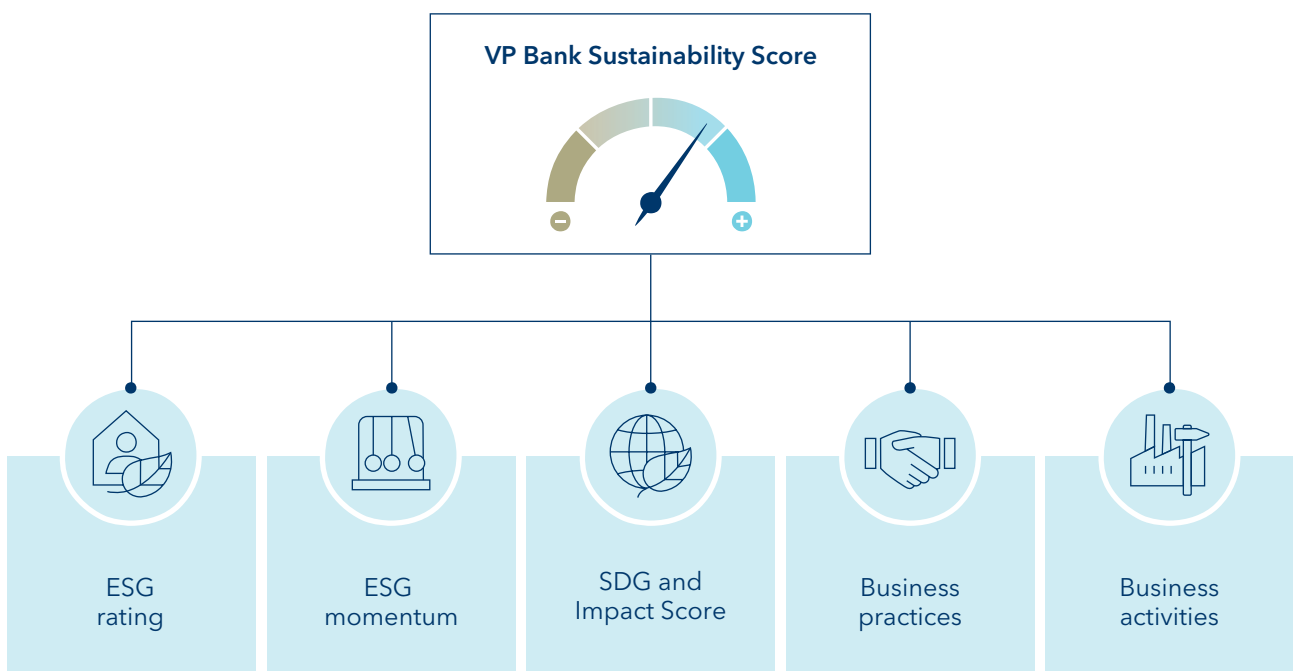 VP Bank Sustainability Score
ESG
rating
ESG
momentum
SDG and
Impact Score
Business
practices
Business
activities